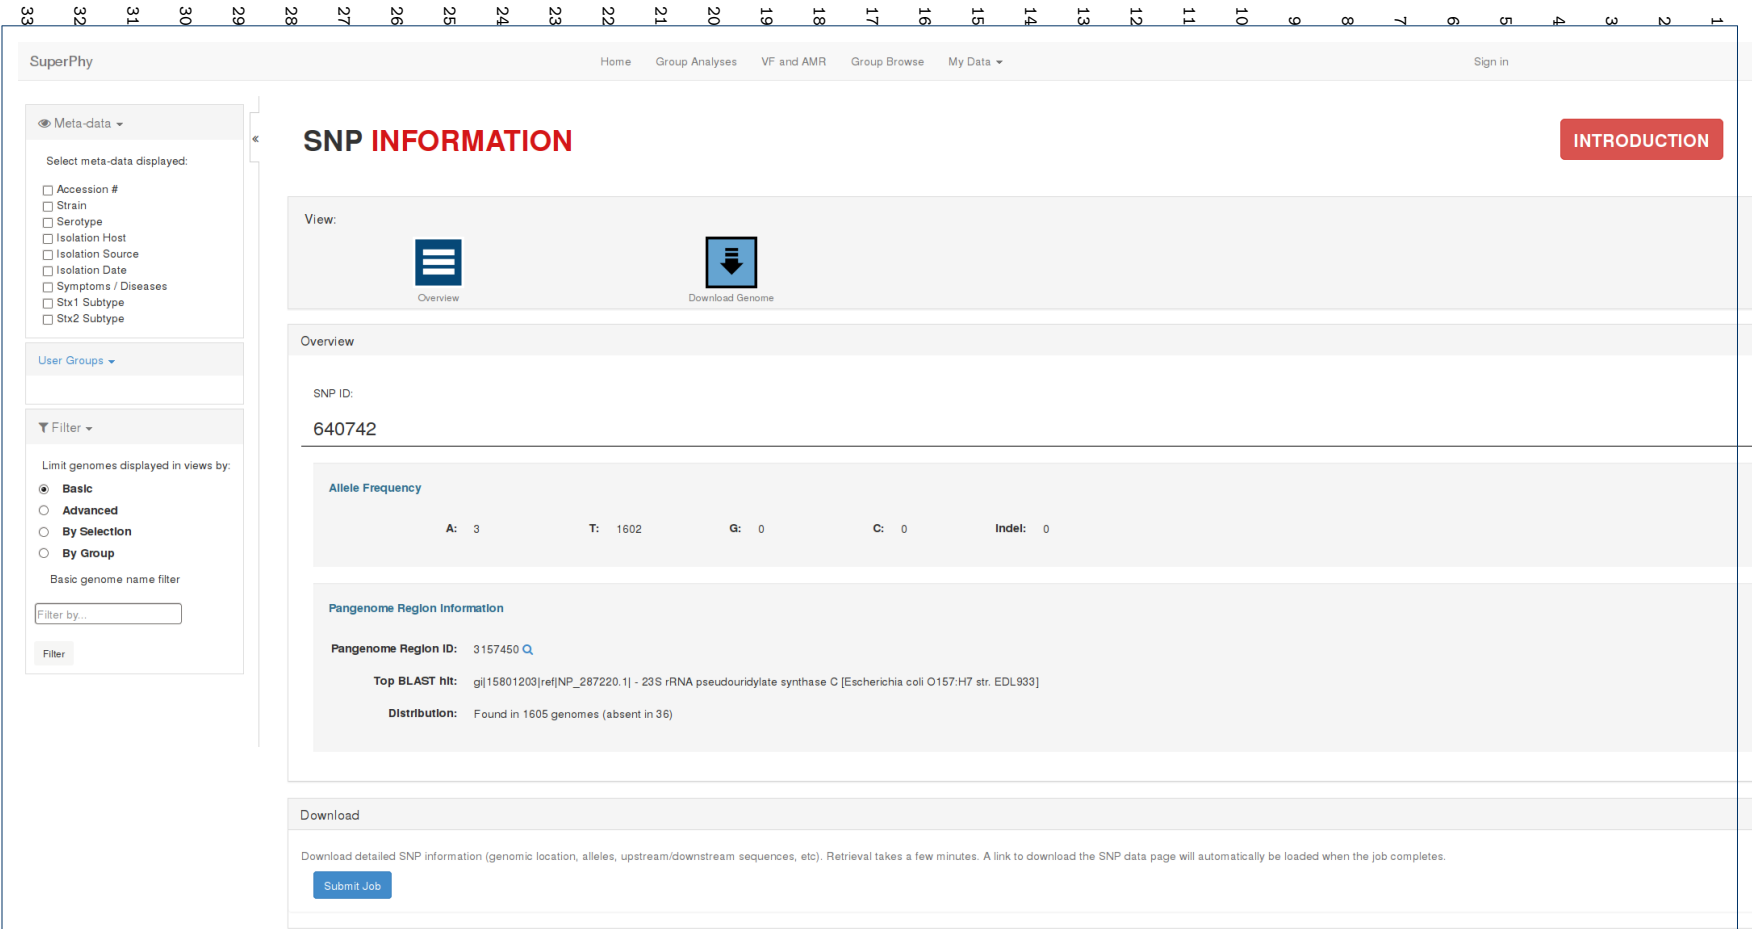 33 32 31 30 29 28 27 26 25 24 23 22 21 20 19 18 17 16 15 14 13 12 11 10 9 8 7 6 5 4 3 2 1
SuperPhy Home Group Analyses VF and AMR Group Browse My Data Sign in
Meta-data
«
Select meta-data displayed:
Accession #
Strain
Serotype
Isolation Host
Isolation Source
Isolation Date
Symptoms / Diseases
Stx1 Subtype
Stx2 Subtype
User Groups
Filter
Limit genomes displayed in views by:
Basic
Advanced
By Selection
By Group
Basic genome name filter
Filter by...
Filter
SNP INFORMATION
INTRODUCTION
View:
Overview Download Genome
Overview
SNP ID:
640742
Allele Frequency
A: 3 T: 1602 G: 0 C: 0 Indel: 0
Pangenome Region Information
Pangenome Region ID: 3157450
Top BLAST hit: gi|15801203|ref|NP_287220.1| - 23S rRNA pseudouridylate synthase C [Escherichia coli O157:H7 str. EDL933]
Distribution: Found in 1605 genomes (absent in 36)
Download
Download detailed SNP information (genomic location, alleles, upstream/downstream sequences, etc). Retrieval takes a few minutes. A link to download the SNP data page will automatically be loaded when the job completes.
Submit Job